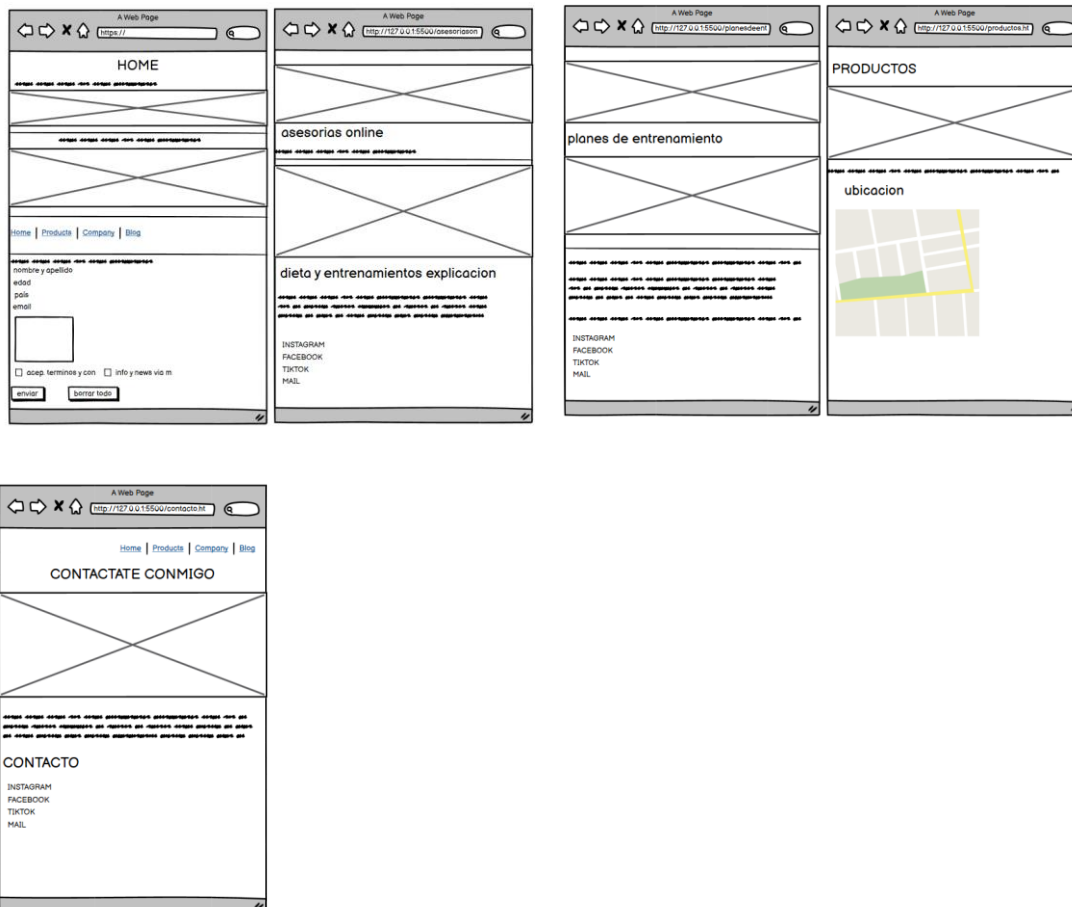 A Web Page
https://
HOME
Home | Products | Company | Blog
nombre y apellido
edad
pais
email
acep. terminos y con
info y news via m
enviar
borrar todo
A Web Page
http://127.0.0.1:5500/asesoriason
asesorias online
dieta y entrenamientos explicacion
INSTAGRAM
FACEBOOK
TIKTOK
MAIL
A Web Page
http://127.0.0.1:5500/planesdeent
planes de entrenamiento
INSTAGRAM
FACEBOOK
TIKTOK
MAIL
A Web Page
http://127.0.0.1:5500/productos.ht
PRODUCTOS
ubicacion
A Web Page
http://127.0.0.1:5500/contacto.ht
Home | Products | Company | Blog
CONTACTATE CONMIGO
CONTACTO
INSTAGRAM
FACEBOOK
TIKTOK
MAIL